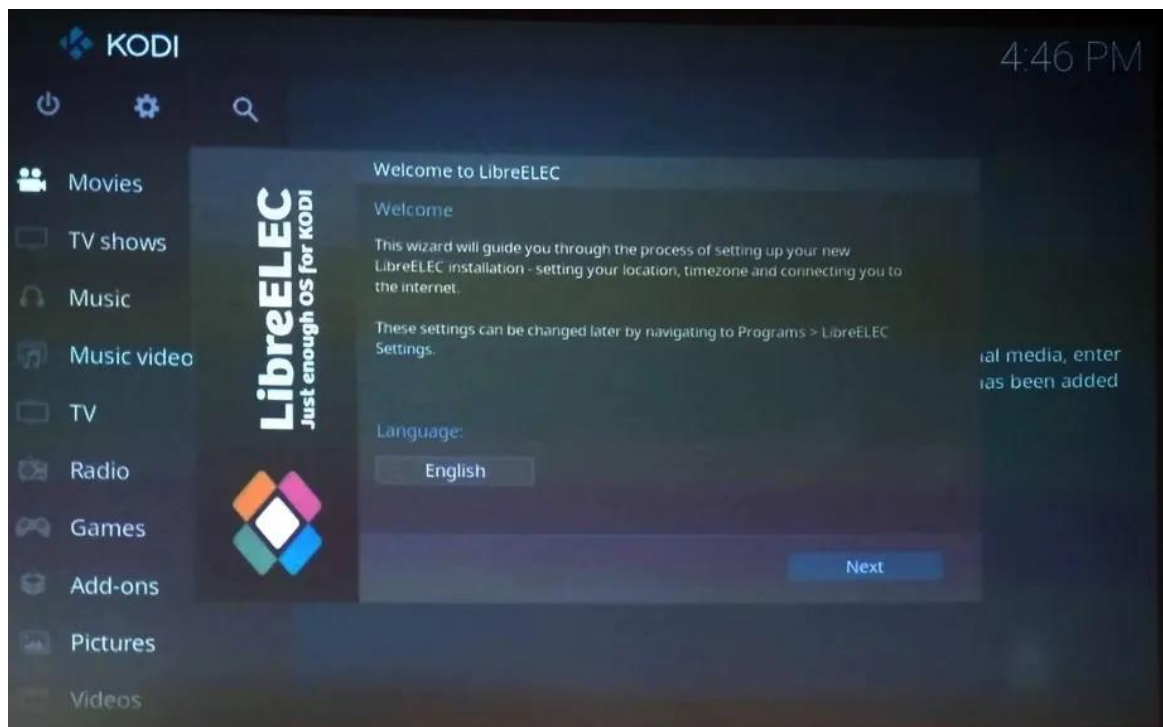 KODI
4:46 PM
Movies
TV shows
Music
Music video
TV
Radio
Games
Add-ons
Pictures
Videos
LibreELEC
Just enough OS for KODI
Welcome to LibreELEC
Welcome
This wizard will guide you through the process of setting up your new
LibreELEC installation - setting your location, timezone and connecting you to
the internet.
These settings can be changed later by navigating to Programs > LibreELEC
Settings.
Language:
English
Next
media, enter
has been added